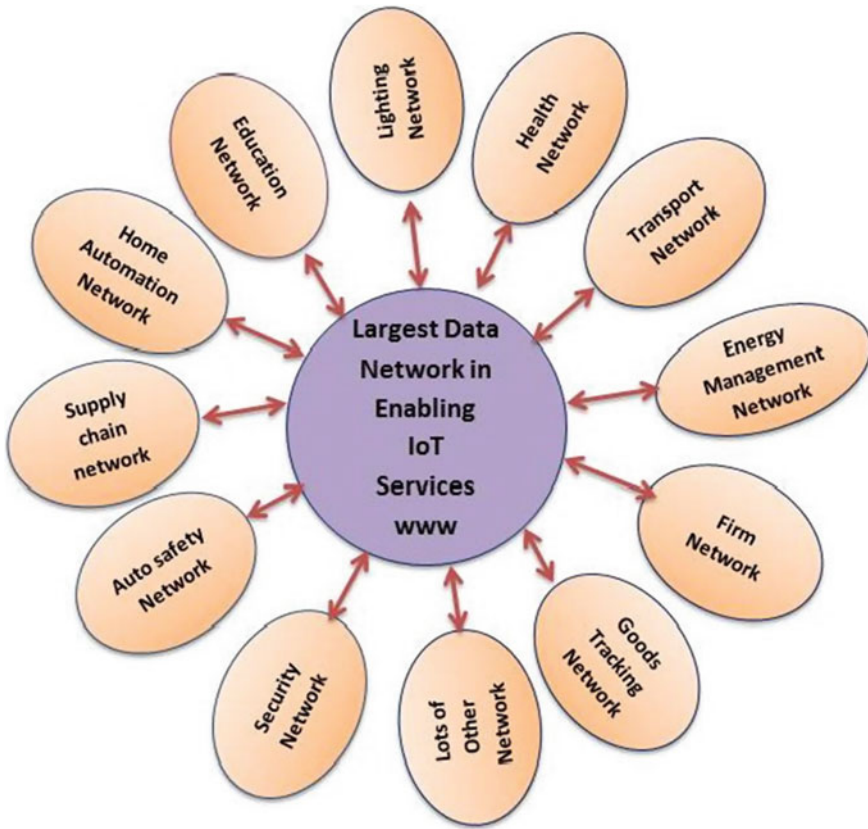 Lighting
Network
Health
Network
Transport
Network
Energy
Management
Network
Firm
Network
Goods
Tracking
Network
Lots of
Other
Network
Security
Network
Auto safety
Network
Supply
chain
network
Home
Automation
Network
Education
Network
Largest Data
Network in
Enabling
IoT
Services
www